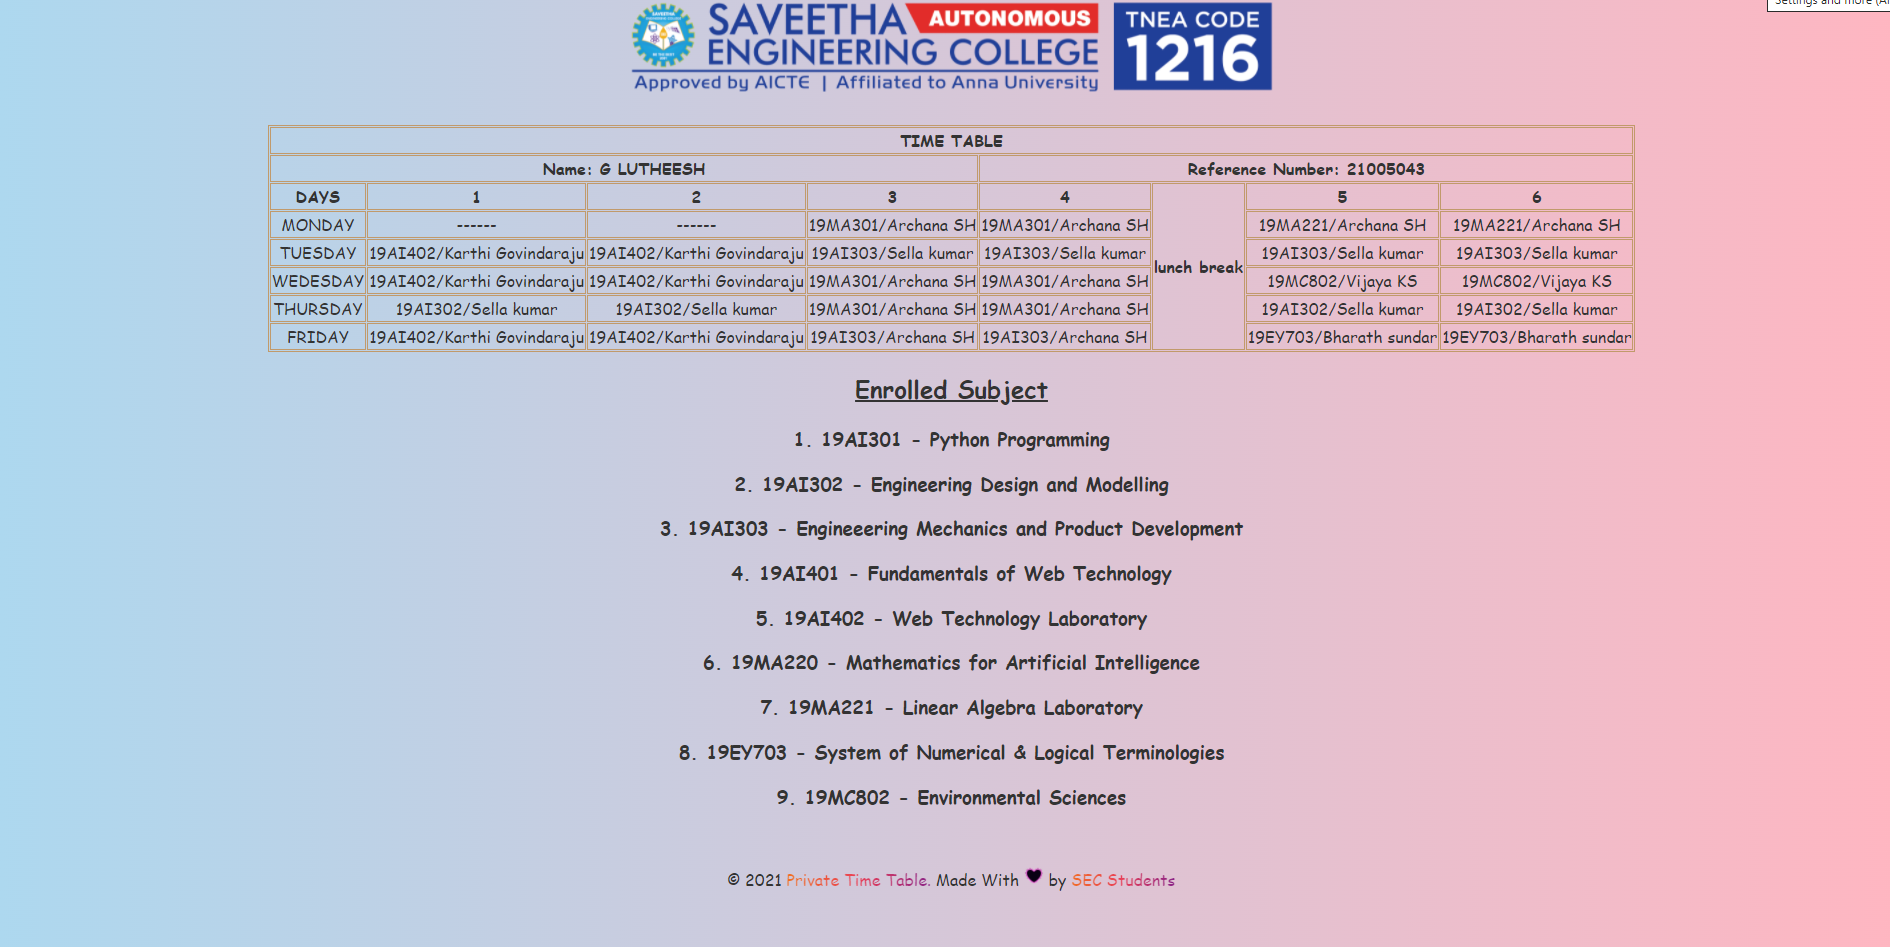 Settings and more (A
SAVEETHA AUTONOMOUS
ENGINEERING COLLEGE
Approved by AICTE | Affiliated to Anna University
TNEA CODE
1216
TIME TABLE
Name: G LUTHEESH Reference Number: 21005043
DAYS 1 2 3 4 lunch break 5 6
MONDAY ------ ------ 19MA301/Archana SH 19MA301/Archana SH 19MA221/Archana SH 19MA221/Archana SH
TUESDAY 19AI402/Karthi Govindaraju 19AI402/Karthi Govindaraju 19AI303/Sella kumar 19AI303/Sella kumar 19AI303/Sella kumar 19AI303/Sella kumar
WEDESDAY 19AI402/Karthi Govindaraju 19AI402/Karthi Govindaraju 19MA301/Archana SH 19MA301/Archana SH 19MC802/Vijaya KS 19MC802/Vijaya KS
THURSDAY 19AI302/Sella kumar 19AI302/Sella kumar 19MA301/Archana SH 19MA301/Archana SH 19AI302/Sella kumar 19AI302/Sella kumar
FRIDAY 19AI402/Karthi Govindaraju 19AI402/Karthi Govindaraju 19AI303/Archana SH 19AI303/Archana SH 19EY703/Bharath sundar 19EY703/Bharath sundar
Enrolled Subject
1. 19AI301 - Python Programming
2. 19AI302 - Engineering Design and Modelling
3. 19AI303 - Engineeering Mechanics and Product Development
4. 19AI401 - Fundamentals of Web Technology
5. 19AI402 - Web Technology Laboratory
6. 19MA220 - Mathematics for Artificial Intelligence
7. 19MA221 - Linear Algebra Laboratory
8. 19EY703 - System of Numerical & Logical Terminologies
9. 19MC802 - Environmental Sciences
© 2021 Private Time Table. Made With 🖤 by SEC Students